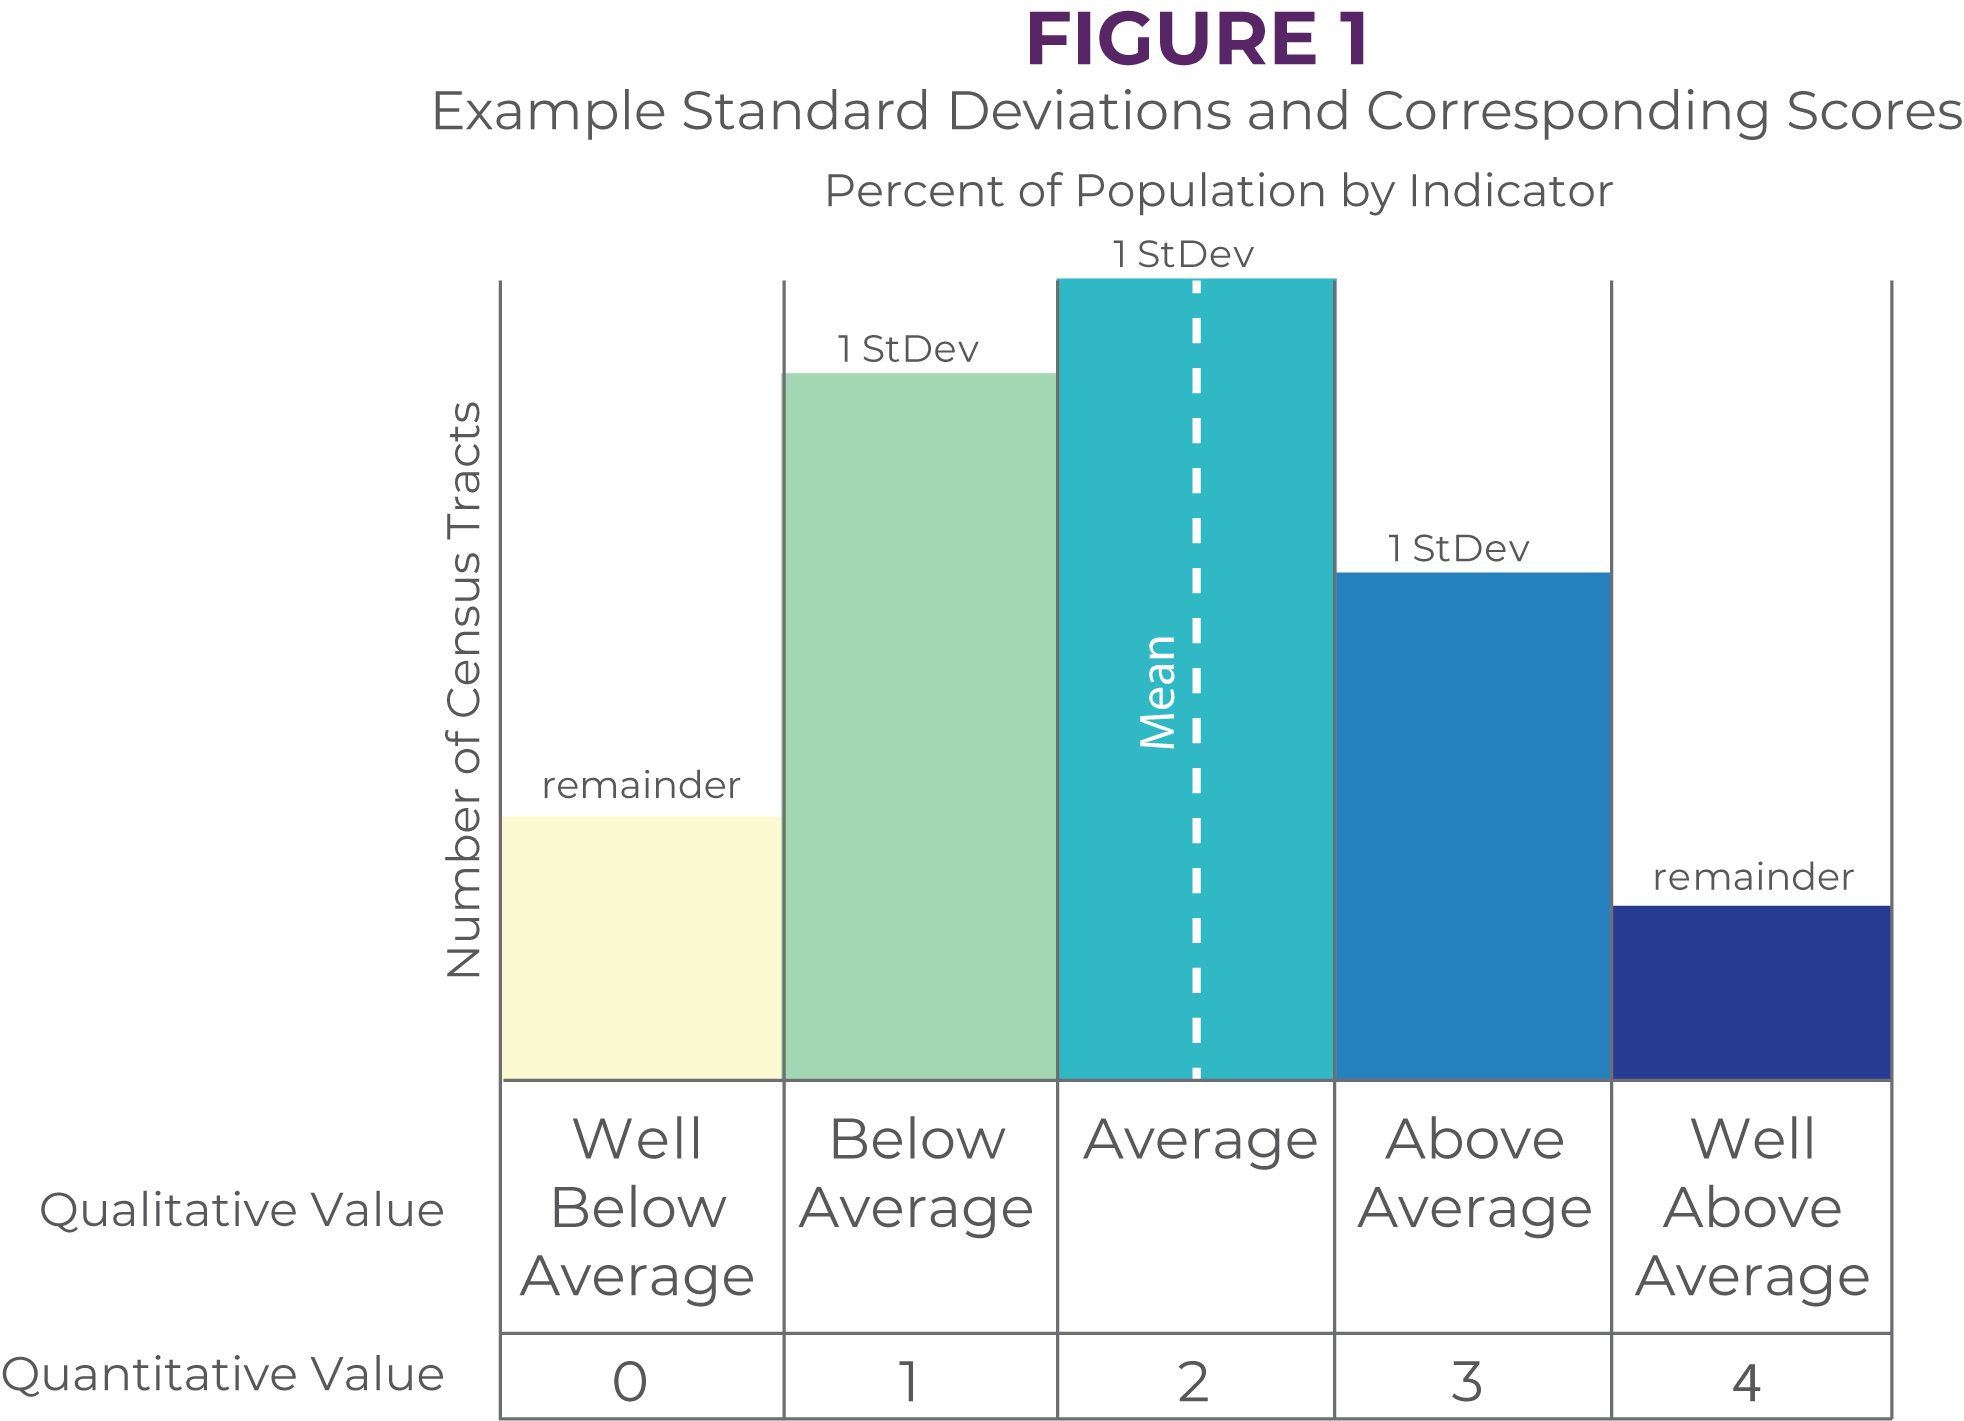 FIGURE 1
Example Standard Deviations and Corresponding Scores
Percent of Population by Indicator
1 StDev
1 StDev
1 StDev
remainder
remainder
Mean
Number of Census Tracts
Qualitative Value
Well
Below
Average
Below
Average
Average
Above
Average
Well
Above
Average
Quantitative Value
0
1
2
3
4